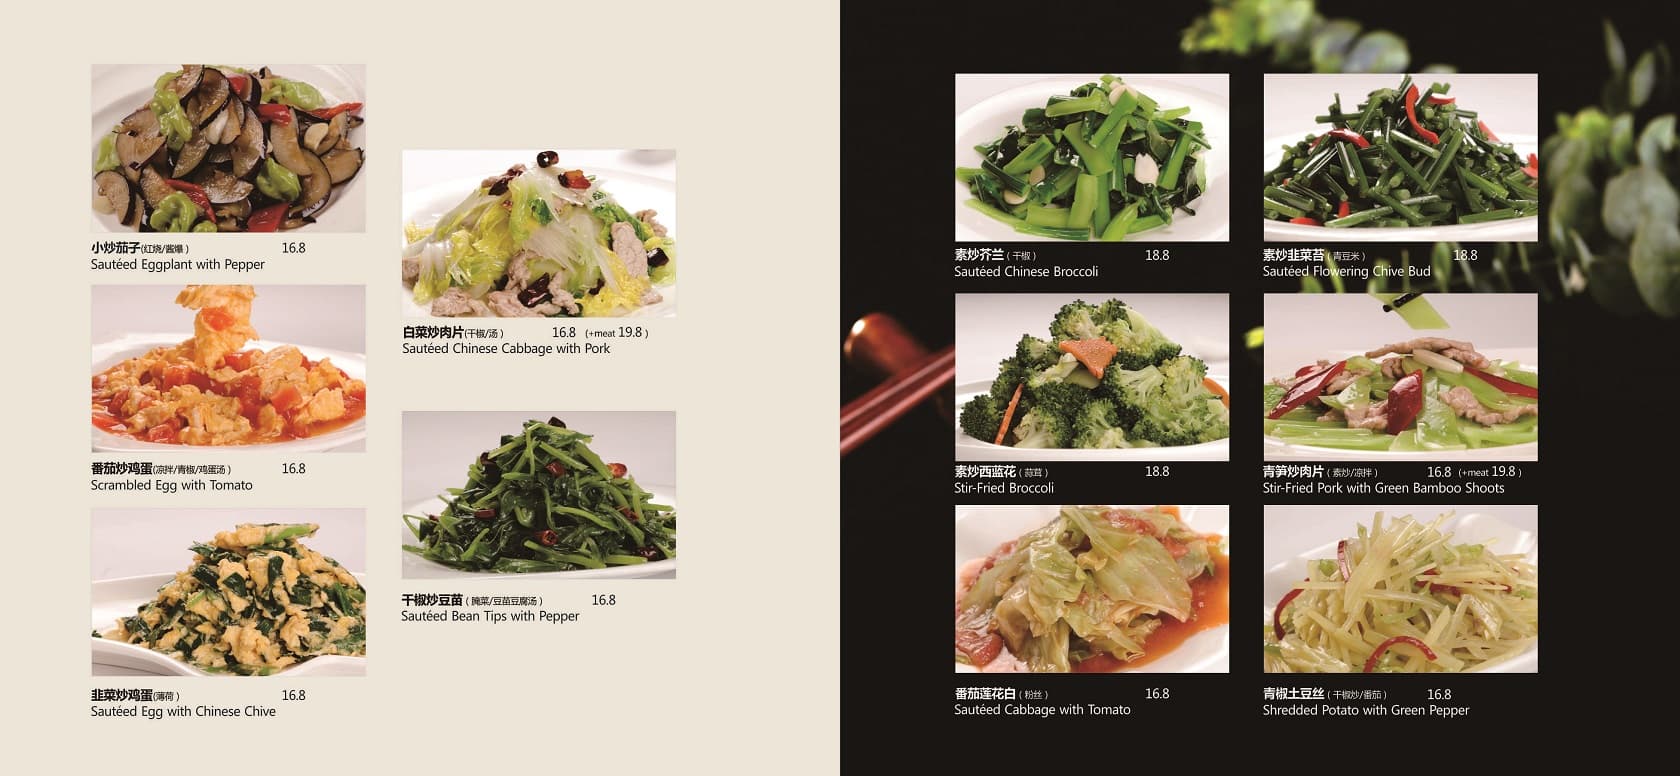 小炒茄子(红烧/酱爆) 16.8
Sautéed Eggplant with Pepper
番茄炒鸡蛋(凉拌/青椒/鸡蛋汤) 16.8
Scrambled Egg with Tomato
韭菜炒鸡蛋(薄荷) 16.8
Sautéed Egg with Chinese Chive
白菜炒肉片(干椒/汤) 16.8 (+meat 19.8)
Sautéed Chinese Cabbage with Pork
干椒炒豆苗(腌菜/豆苗豆腐汤) 16.8
Sautéed Bean Tips with Pepper
素炒芥兰(干椒) 18.8
Sautéed Chinese Broccoli
素炒韭菜苔(青豆米) 18.8
Sautéed Flowering Chive Bud
素炒西蓝花(蒜茸) 18.8
Stir-Fried Broccoli
青笋炒肉片(素炒/凉拌) 16.8 (+meat 19.8)
Stir-Fried Pork with Green Bamboo Shoots
番茄莲花白(粉丝) 16.8
Sautéed Cabbage with Tomato
青椒土豆丝(干椒炒/番茄) 16.8
Shredded Potato with Green Pepper